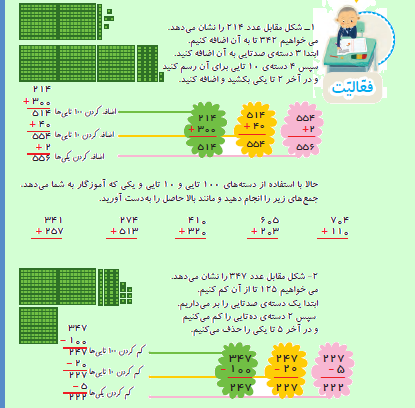 فعّالیّت
۱ــ شکل مقابل عدد ۲۱۴ را نشان می‌دهد.
می خواهیم ۳۴۲ تا به آن اضافه کنیم.
ابتدا ۳ دسته‌ی صدتایی به آن اضافه کنید.
سپس ۴ دسته‌ی ۱۰ تایی برای آن رسم کنید
و در آخر ۲ تا یکی بکشید و اضافه کنید.
۲۱۴
+ ۳۰۰
۵۱۴
+ ۴۰
۵۵۴
+ ۲
۵۵۶
اضافه کردن ۱۰۰ تایی‌ها
اضافه کردن ۱۰ تایی‌ها
اضافه کردن یکی‌ها
۲۱۴
+ ۳۰۰
۵۱۴
۵۱۴
+ ۴۰
۵۵۴
۵۵۴
+۲
۵۵۶
حالا با استفاده از دسته‌های ۱۰۰ تایی و ۱۰ تایی و یکی که آموزگار به شما می‌دهد،
جمع‌های زیر را انجام دهید و مانند بالا حاصل را به‌دست آورید.
۳۴۱ ۲۷۴ ۴۱۰ ۶۰۵ ۷۰۴
+ ۲۵۷ + ۵۱۳ + ۳۲۰ + ۲۰۳ + ۱۱۰
۲- شکل مقابل عدد ۳۴۷ را نشان می‌دهد.
می خواهیم ۱۲۵ تا از آن کم کنیم.
ابتدا یک دسته‌ی صدتایی را بر می‌داریم.
سپس ۲ دسته‌ی ده‌تایی را کم می‌کنیم
و در آخر ۵ تا یکی را حذف می‌کنیم.
۳۴۷
- ۱۰۰
۲۴۷
- ۲۰
۲۲۷
- ۵
۲۲۲
کم کردن ۱۰۰ تایی‌ها
کم کردن ۱۰ تایی‌ها
کم کردن یکی‌ها
۳۴۷
- ۱۰۰
۲۴۷
۲۴۷
- ۲۰
۲۲۷
۲۲۷
- ۵
۲۲۲